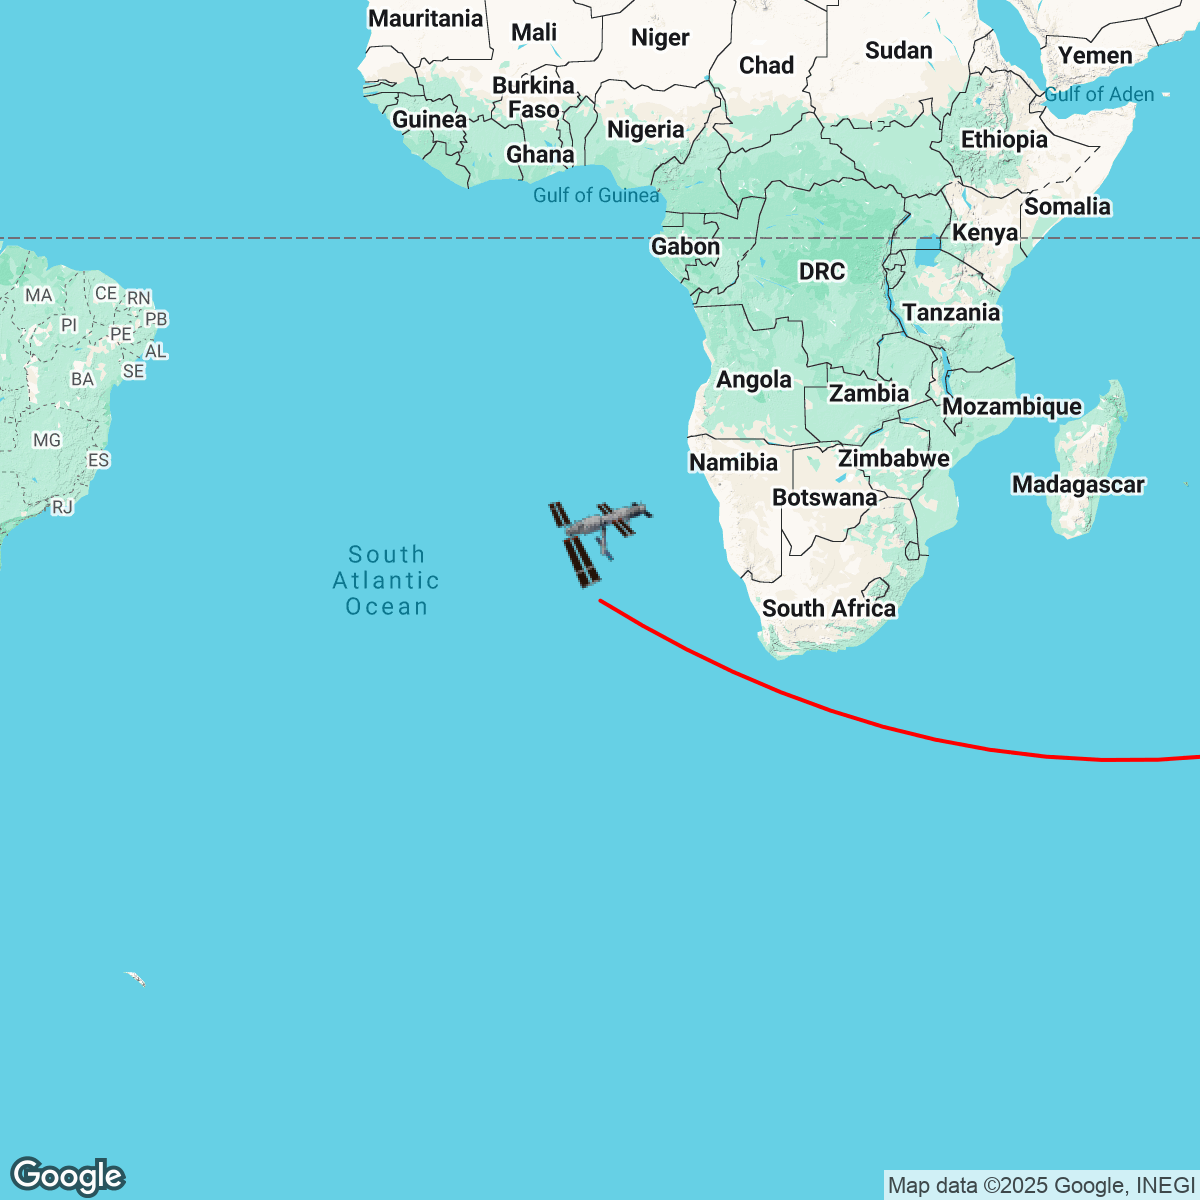 Mauritania
Mali
Niger
Chad
Sudan
Yemen
Burkina
Faso
Gulf of Aden
Guinea
Nigeria
Ethiopia
Ghana
Gulf of Guinea
Somalia
Gabon
Kenya
DRC
MA
CE
RN
PI
PE
PB
Tanzania
AL
SE
BA
Angola
Zambia
Mozambique
MG
ES
Namibia
Zimbabwe
Botswana
Madagascar
RJ
South
Atlantic
Ocean
South Africa
Google
Map data ©2025 Google, INEGI